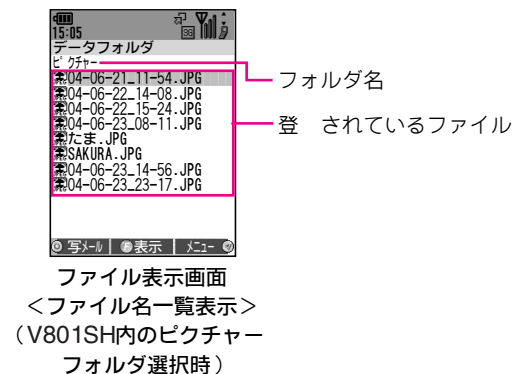 15:05
3G
データフォルダ
ピクチャー
04-06-21_11-54.JPG
04-06-22_14-08.JPG
04-06-22_15-24.JPG
04-06-23_08-11.JPG
たま.JPG
SAKURA.JPG
04-06-23_14-56.JPG
04-06-23_23-17.JPG
写メール 表示 メニュー
フォルダ名
登 されているファイル
ファイル表示画面
＜ファイル名一覧表示＞
（V801SH内のピクチャー
フォルダ選択時）